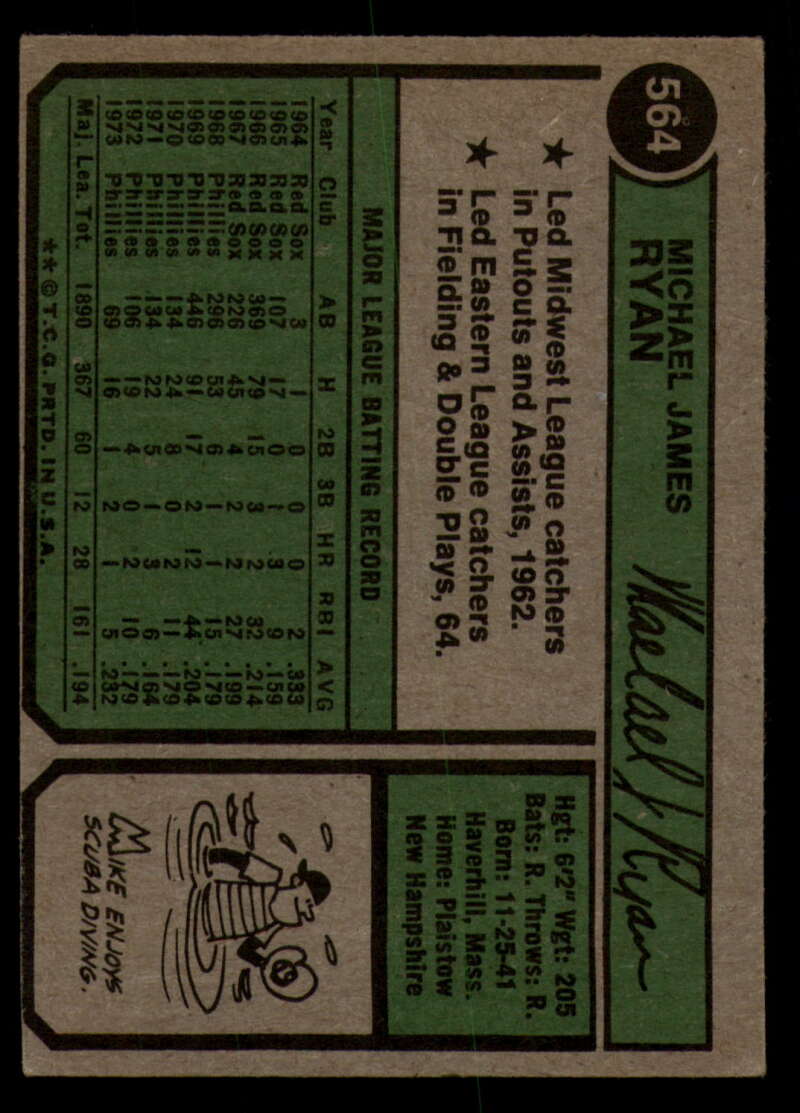 564
MICHAEL JAMES
RYAN
Michael J Ryan
★ Led Midwest League catchers
in Putouts and Assists, 1962.
★ Led Eastern League catchers
in Fielding & Double Plays, 64.
MAJOR LEAGUE BATTING RECORD
Year Club AB H 2B 3B HR RBI AVG
1964 Red Sox 3 1 0 0 0 2 .333
1965 Red Sox 107 17 0 1 3 9 .159
1966 Red Sox 369 79 15 3 2 32 .214
1967 Red Sox 226 45 4 2 2 27 .199
1968 Phillies 296 53 6 1 1 15 .179
1969 Phillies 446 91 17 2 12 44 .204
1970 Phillies 134 24 8 0 2 11 .179
1971 Phillies 134 22 5 1 3 6 .164
1972 Phillies 106 19 4 0 2 10 .179
1973 Phillies 69 16 1 2 1 5 .232
Maj. Lea. Tot. 1890 367 60 12 28 161 .194
**©T.C.G. PRTD. IN U.S.A.
Hgt: 6'2" Wgt: 205
Bats: R. Throws: R.
Born: 11-25-41
Haverhill, Mass.
Home: Plaistow
New Hampshire
MIKE ENJOYS
SCUBA DIVING.